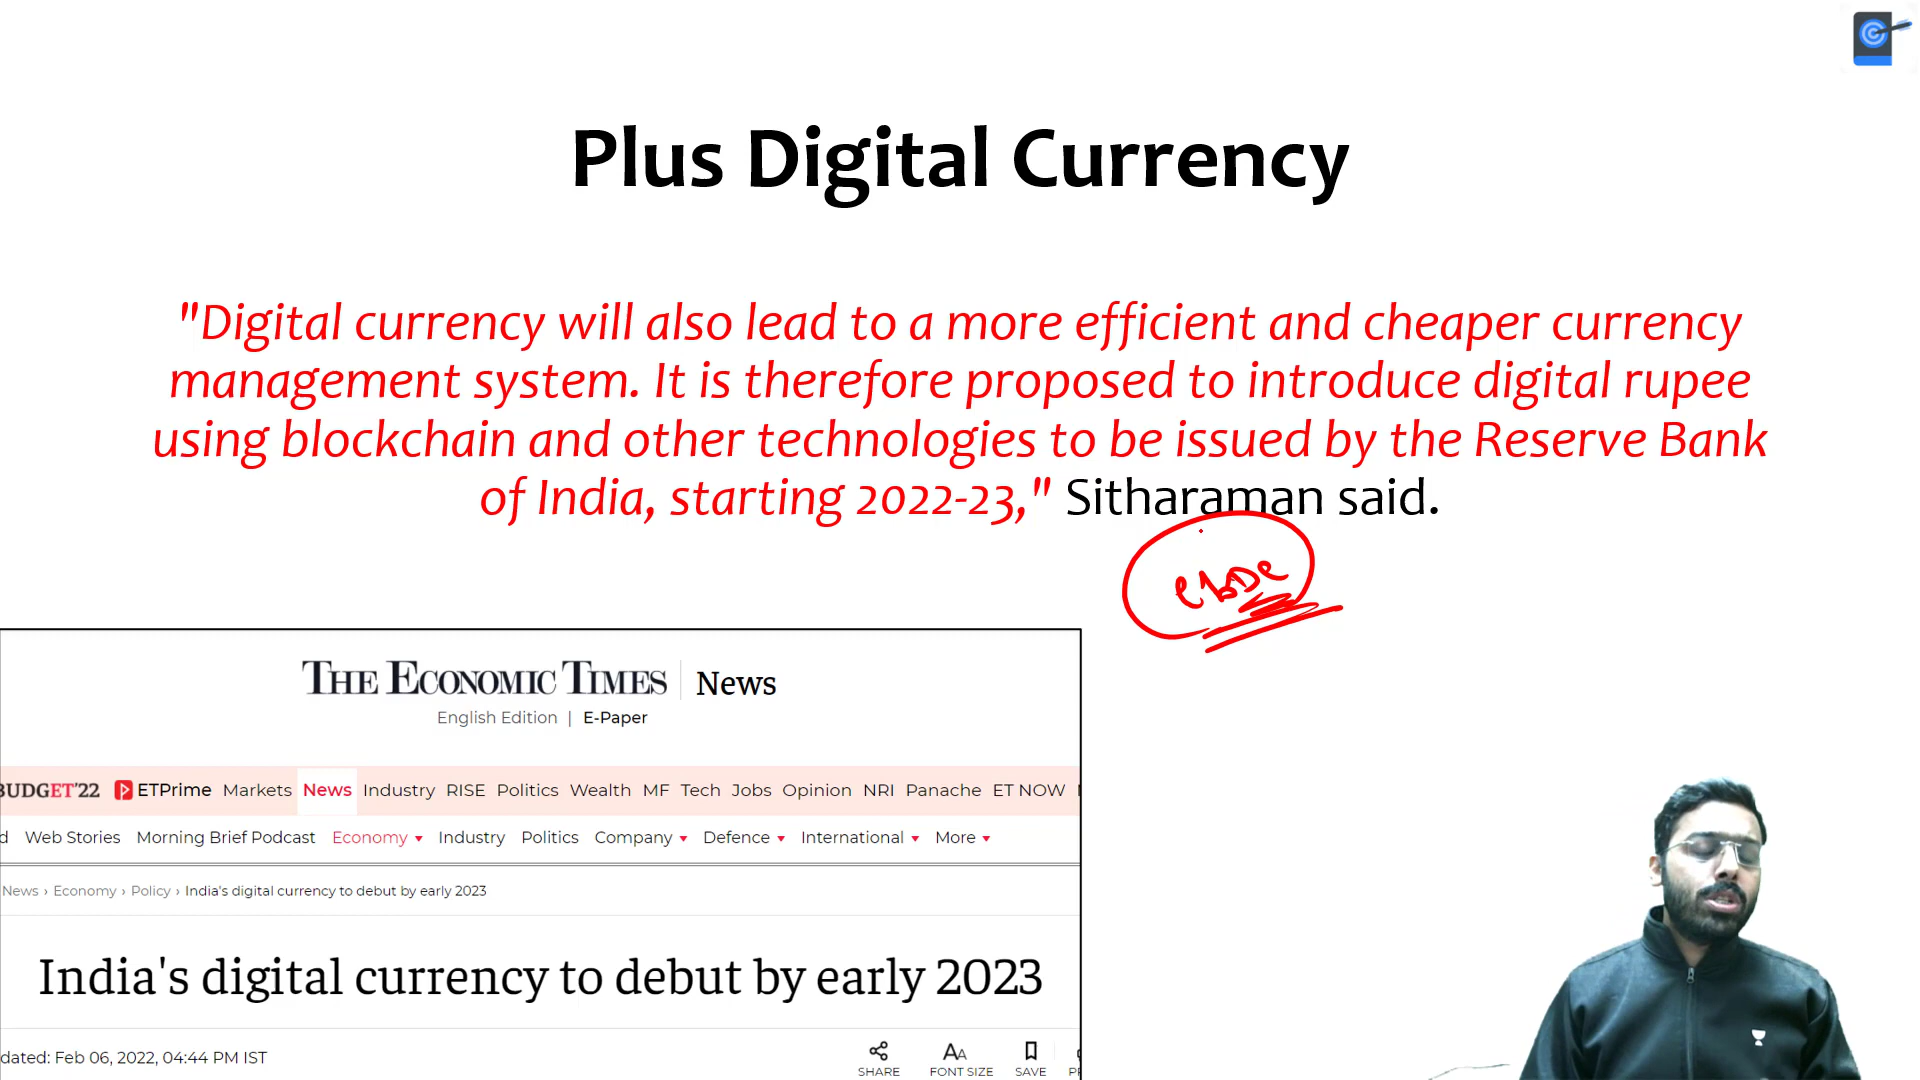 Plus Digital Currency
"Digital currency will also lead to a more efficient and cheaper currency
management system. It is therefore proposed to introduce digital rupee
using blockchain and other technologies to be issued by the Reserve Bank
of India, starting 2022-23," Sitharaman said.
CBDC
THE ECONOMIC TIMES | News
English Edition | E-Paper
BUDGET'22 ETPrime Markets News Industry RISE Politics Wealth MF Tech Jobs Opinion NRI Panache ET NOW
d Web Stories Morning Brief Podcast Economy Industry Politics Company Defence International More
News › Economy › Policy › India's digital currency to debut by early 2023
India's digital currency to debut by early 2023
dated: Feb 06, 2022, 04:44 PM IST
SHARE FONT SIZE SAVE